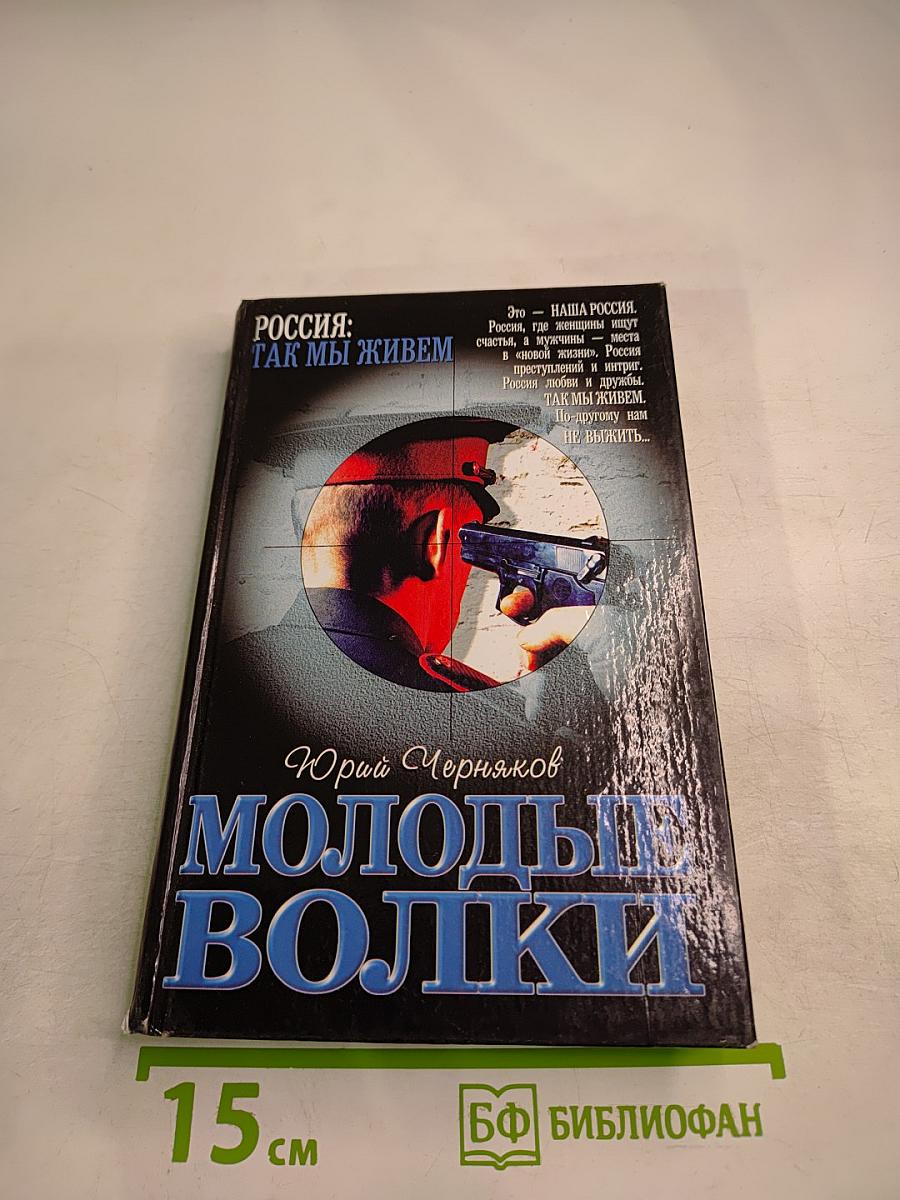 РОССИЯ:
ТАК МЫ ЖИВЕМ
Это — НАША РОССИЯ.
Россия, где женщины ищут
счастья, а мужчины — места
в «новой жизни». Россия
преступлений и интриг.
Россия любви и дружбы.
ТАК МЫ ЖИВЕМ.
По-другому нам
НЕ ВЫЖИТЬ...
Юрий Черняков
МОЛОДЫЕ
ВОЛКИ
15 см
БФ БИБЛИОФАН